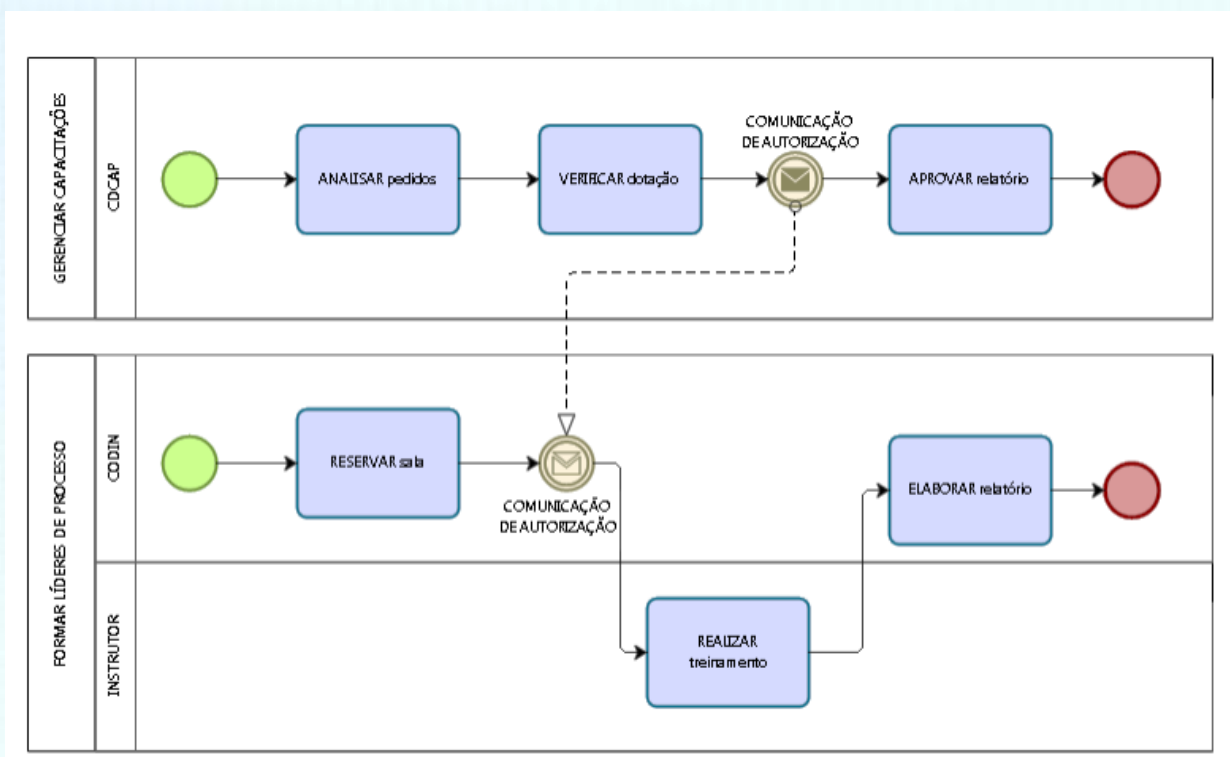 GERENCIAR CAPACITAÇÕES
CDCAP
ANALISAR pedidos
VERIFICAR dotação
COMUNICAÇÃO
DE AUTORIZAÇÃO
APROVAR relatório
FORMAR LÍDERES DE PROCESSO
CODIN
RESERVAR sala
COMUNICAÇÃO
DE AUTORIZAÇÃO
ELABORAR relatório
INSTRUTOR
REALIZAR
treinamento